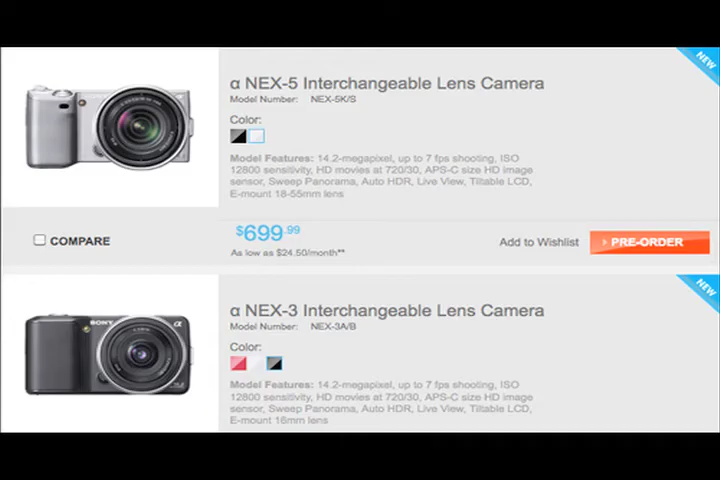 NEW
α NEX-5 Interchangeable Lens Camera
Model Number: NEX-5K/S
Color:
Model Features: 14.2-megapixel, up to 7 fps shooting, ISO
12800 sensitivity, HD movies at 720/30, APS-C size HD image
sensor, Sweep Panorama, Auto HDR, Live View, Tiltable LCD,
E-mount 18-55mm lens
COMPARE
$699.99
As low as $24.50/month**
Add to Wishlist
PRE-ORDER
NEW
α NEX-3 Interchangeable Lens Camera
Model Number: NEX-3A/B
SONY
α
Color:
Model Features: 14.2-megapixel, up to 7 fps shooting, ISO
12800 sensitivity, HD movies at 720/30, APS-C size HD image
sensor, Sweep Panorama, Auto HDR, Live View, Tiltable LCD,
E-mount 16mm lens